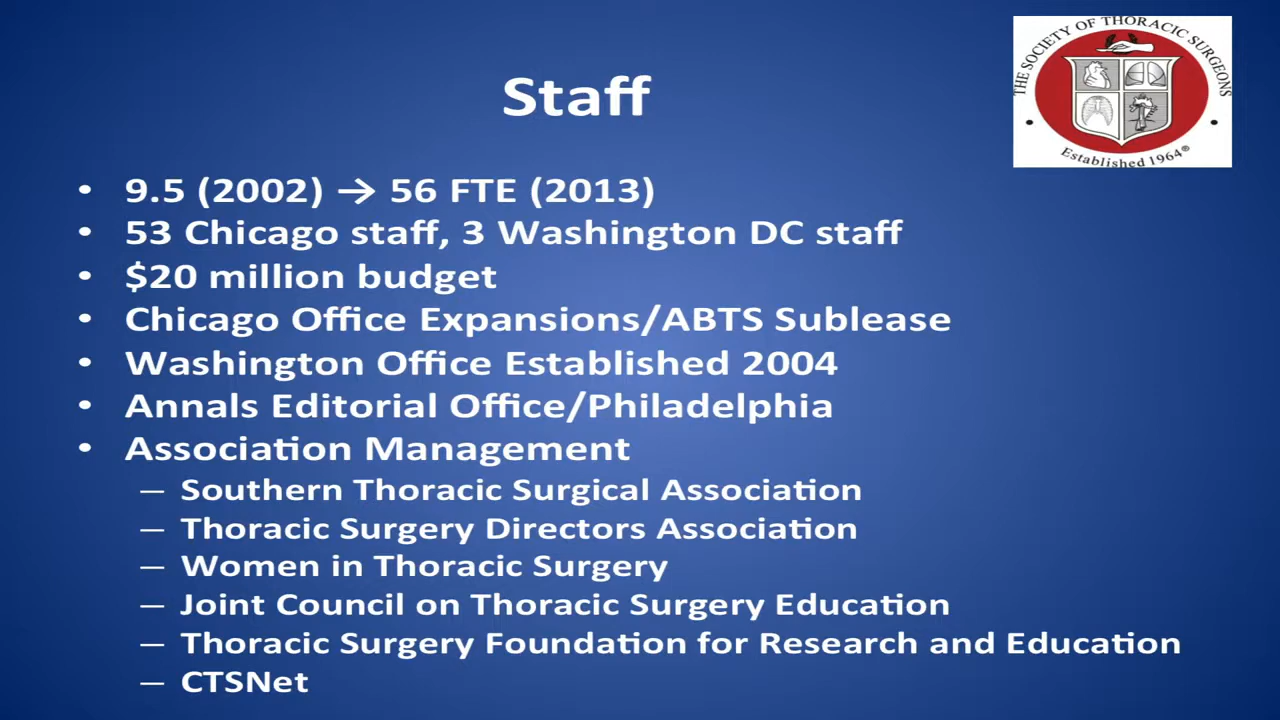 THE SOCIETY OF THORACIC SURGEONS
Established 1964®
Staff
• 9.5 (2002) → 56 FTE (2013)
• 53 Chicago staff, 3 Washington DC staff
• $20 million budget
• Chicago Office Expansions/ABTS Sublease
• Washington Office Established 2004
• Annals Editorial Office/Philadelphia
• Association Management
– Southern Thoracic Surgical Association
– Thoracic Surgery Directors Association
– Women in Thoracic Surgery
– Joint Council on Thoracic Surgery Education
– Thoracic Surgery Foundation for Research and Education
– CTSNet